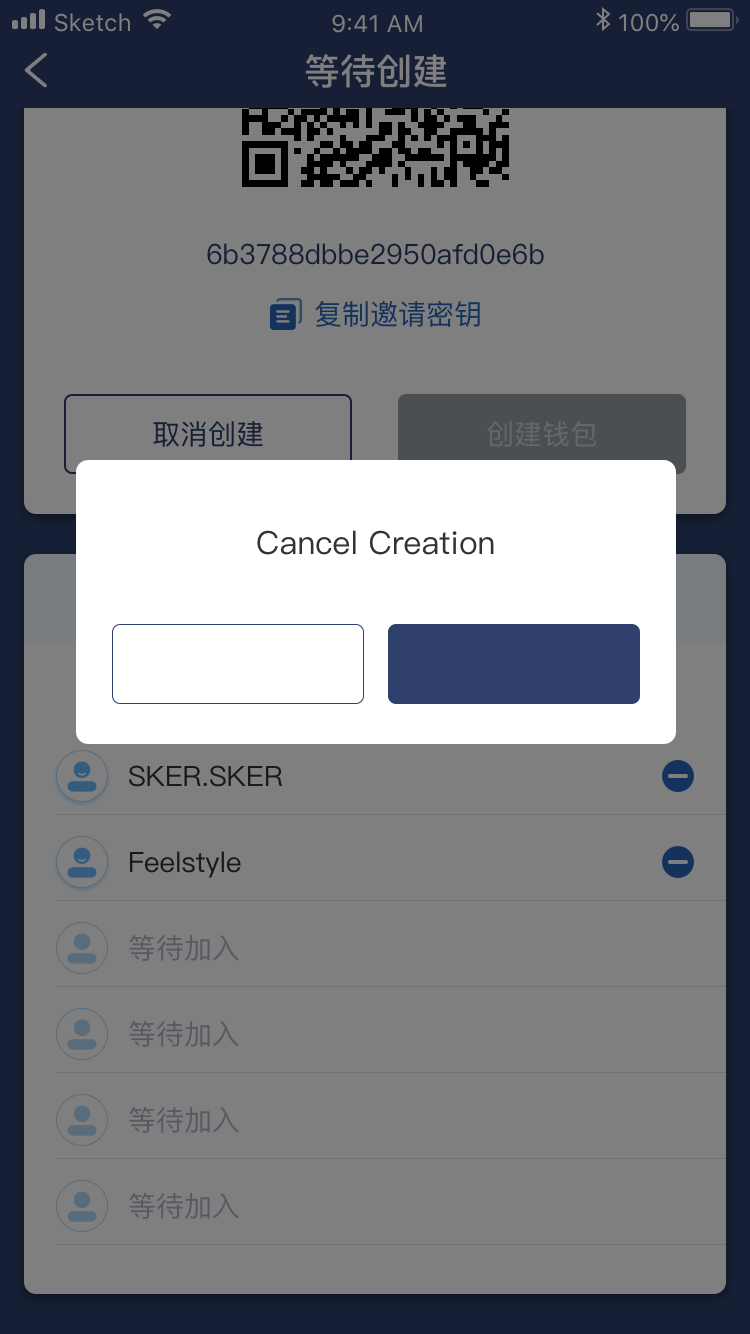 Sketch 9:41 AM 100%
等待创建
6b3788dbbe2950afd0e6b
复制邀请密钥
取消创建 创建钱包
Cancel Creation
SKER.SKER
Feelstyle
等待加入
等待加入
等待加入
等待加入